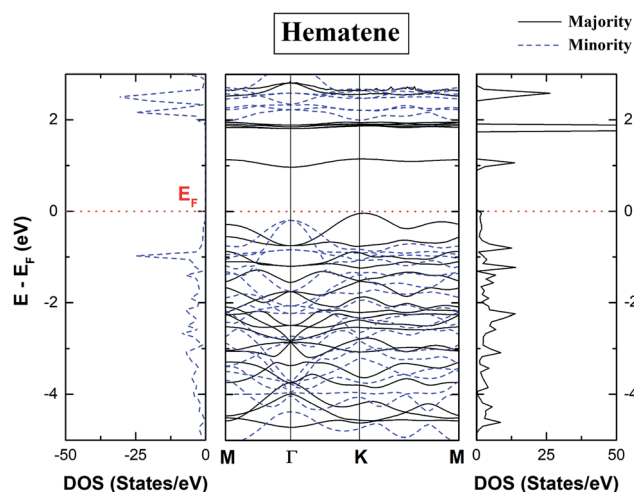 Hematene
Majority
Minority
E - E_F (eV)
2
0
-2
-4
E_F
2
0
-2
-4
-50 -25 0
M Γ K M
0 25 50
DOS (States/eV)
DOS (States/eV)